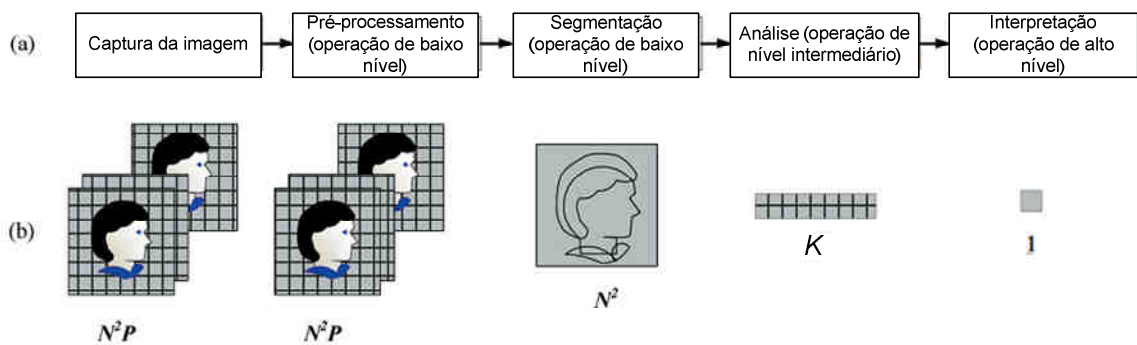 (a)
Captura da imagem
Pré-processamento
(operação de baixo
nível)
Segmentação
(operação de baixo
nível)
Análise (operação de
nível intermediário)
Interpretação
(operação de alto
nível)
(b)
N²P
N²P
N²
K
1